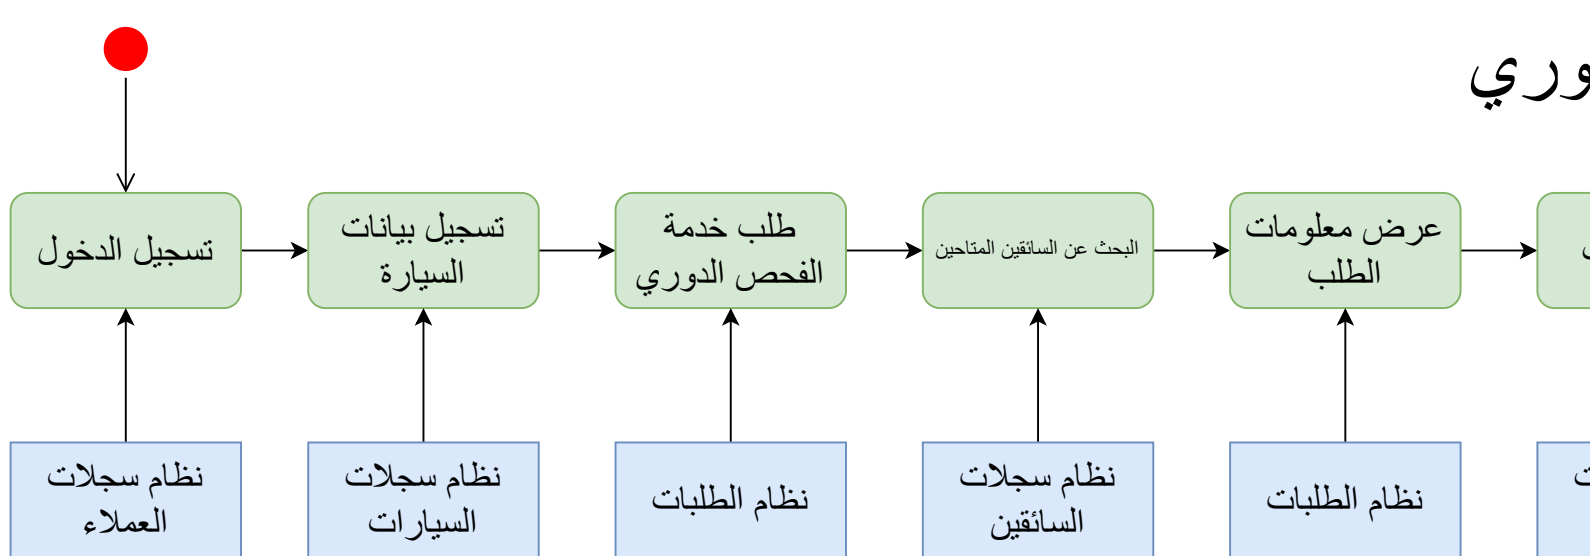 تسجيل الدخول
تسجيل بيانات
السيارة
طلب خدمة
الفحص الدوري
البحث عن السائقين المتاحين
عرض معلومات
الطلب
نظام سجلات
العملاء
نظام سجلات
السيارات
نظام الطلبات
نظام سجلات
السائقين
نظام الطلبات